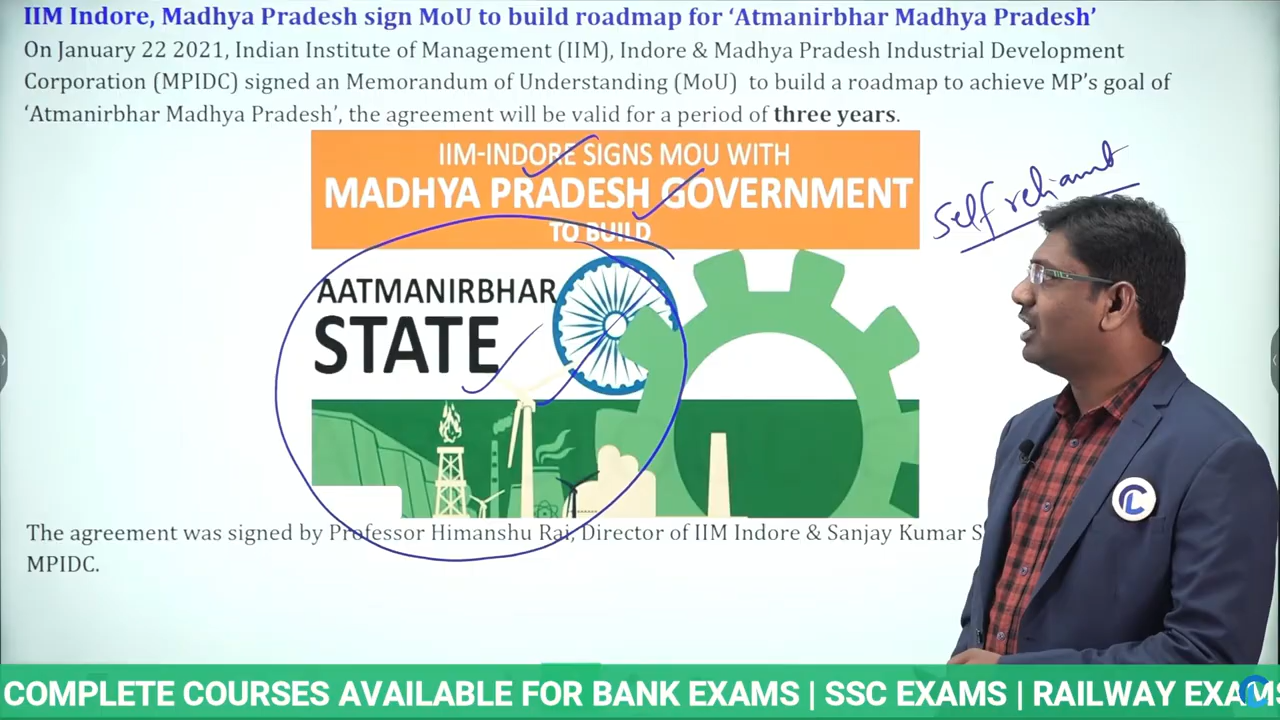 IIM Indore, Madhya Pradesh sign MoU to build roadmap for ‘Atmanirbhar Madhya Pradesh’
On January 22 2021, Indian Institute of Management (IIM), Indore & Madhya Pradesh Industrial Development
Corporation (MPIDC) signed an Memorandum of Understanding (MoU) to build a roadmap to achieve MP’s goal of
‘Atmanirbhar Madhya Pradesh’, the agreement will be valid for a period of three years.
IIM-INDORE SIGNS MOU WITH
MADHYA PRADESH GOVERNMENT
TO BUILD
Self reliant
AATMANIRBHAR
STATE
The agreement was signed by Professor Himanshu Rai, Director of IIM Indore & Sanjay Kumar S
MPIDC.
COMPLETE COURSES AVAILABLE FOR BANK EXAMS | SSC EXAMS | RAILWAY EXAMS